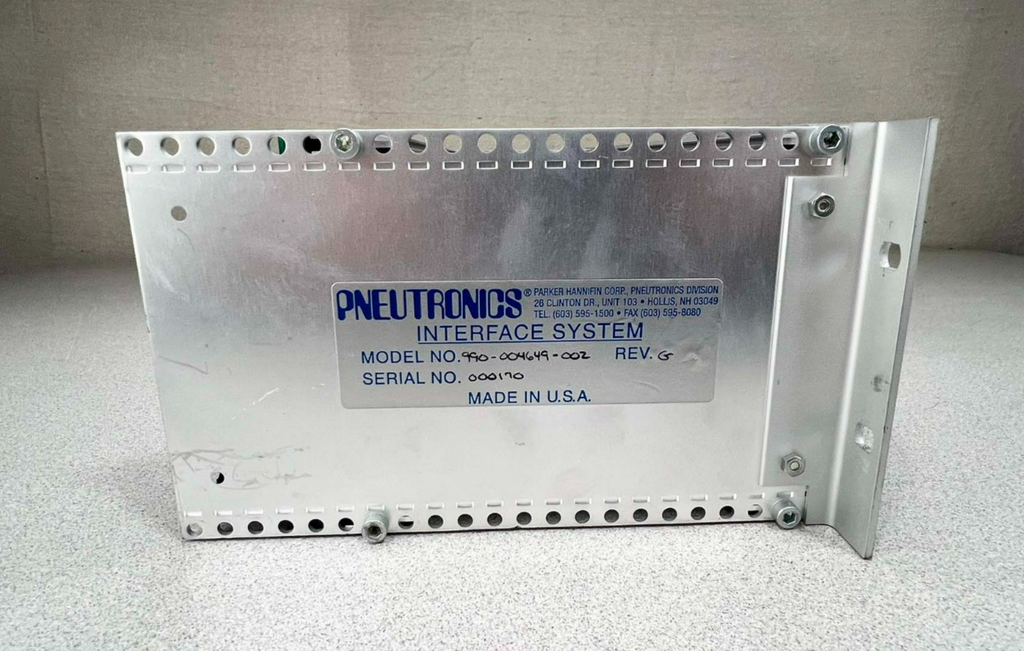 PNEUTRONICS® PARKER HANNIFIN CORP., PNEUTRONICS DIVISION
26 CLINTON DR., UNIT 103 • HOLLIS, NH 03049
TEL. (603) 595-1500 • FAX (603) 595-8080
INTERFACE SYSTEM
MODEL NO. 990-004649-002 REV. G
SERIAL NO. 000170
MADE IN U.S.A.